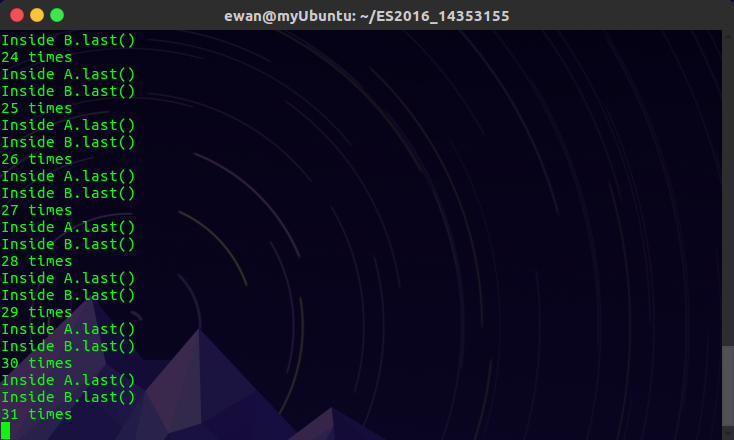 ewan@myUbuntu: ~/ES2016_14353155
Inside B.last()
24 times
Inside A.last()
Inside B.last()
25 times
Inside A.last()
Inside B.last()
26 times
Inside A.last()
Inside B.last()
27 times
Inside A.last()
Inside B.last()
28 times
Inside A.last()
Inside B.last()
29 times
Inside A.last()
Inside B.last()
30 times
Inside A.last()
Inside B.last()
31 times